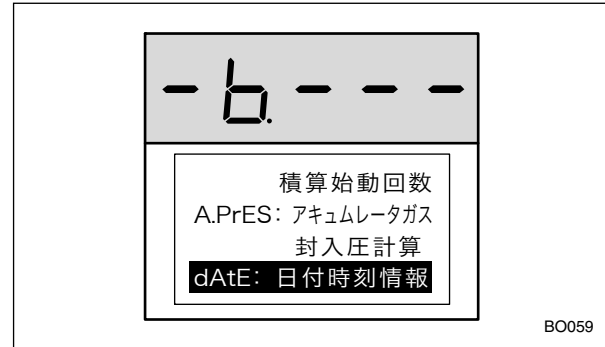 -b.---
積算始動回数
A.PrES：アキュムレータガス
封入圧計算
dAtE：日付時刻情報
BO059